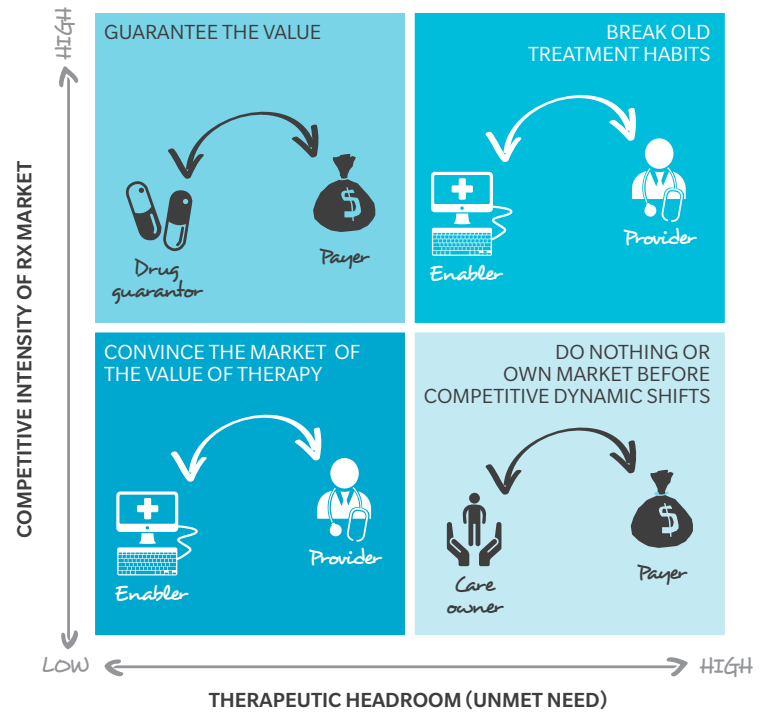 HIGH
COMPETITIVE INTENSITY OF RX MARKET
GUARANTEE THE VALUE
$
Drug
guarantor
Payer
BREAK OLD
TREATMENT HABITS
Enabler
Provider
CONVINCE THE MARKET OF
THE VALUE OF THERAPY
Enabler
Provider
DO NOTHING OR
OWN MARKET BEFORE
COMPETITIVE DYNAMIC SHIFTS
$
Care
owner
Payer
LOW
HIGH
THERAPEUTIC HEADROOM (UNMET NEED)